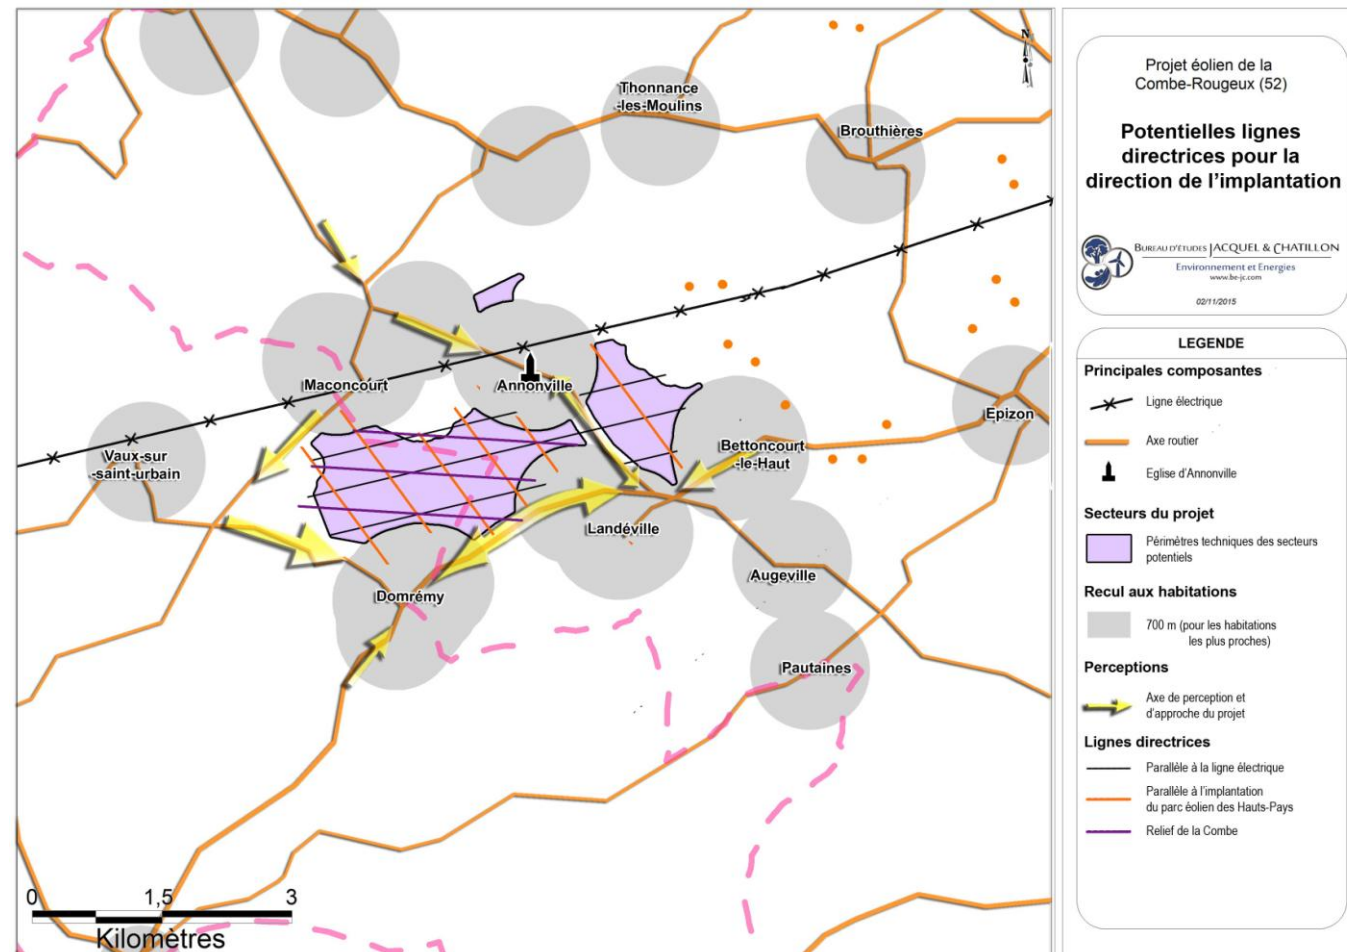 Thonnance
-les-Moulins
Brouthières
N
Maconcourt
Annonville
Vaux-sur
-saint-urbain
Bettoncourt
-le-Haut
Epizon
Landéville
Augeville
Domrémy
Pautaines
0 1,5 3
Kilomètres
Projet éolien de la
Combe-Rougeux (52)
Potentielles lignes
directrices pour la
direction de l'implantation
BUREAU D'ÉTUDES JACQUEL & CHATILLON
Environnement et Energies
www.be-jc.com
02/11/2015
LEGENDE
Principales composantes
Ligne électrique
Axe routier
Eglise d'Annonville
Secteurs du projet
Périmètres techniques des secteurs
potentiels
Recul aux habitations
700 m (pour les habitations
les plus proches)
Perceptions
Axe de perception et
d'approche du projet
Lignes directrices
Parallèle à la ligne électrique
Parallèle à l'implantation
du parc éolien des Hauts-Pays
Relief de la Combe